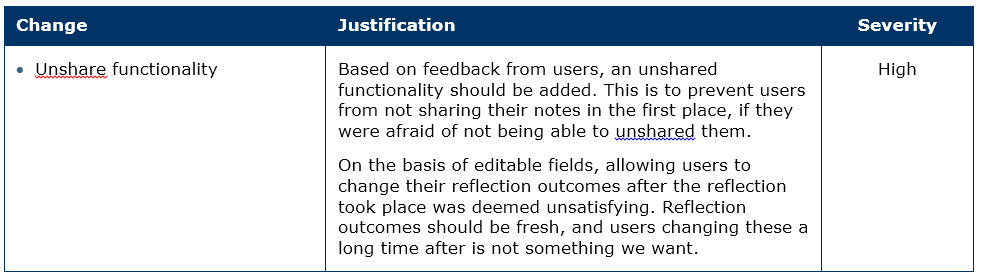 Change Justification Severity
• Unshare functionality Based on feedback from users, an unshared High
functionality should be added. This is to prevent users
from not sharing their notes in the first place, if they
were afraid of not being able to unshared them.
On the basis of editable fields, allowing users to
change their reflection outcomes after the reflection
took place was deemed unsatisfying. Reflection
outcomes should be fresh, and users changing these a
long time after is not something we want.